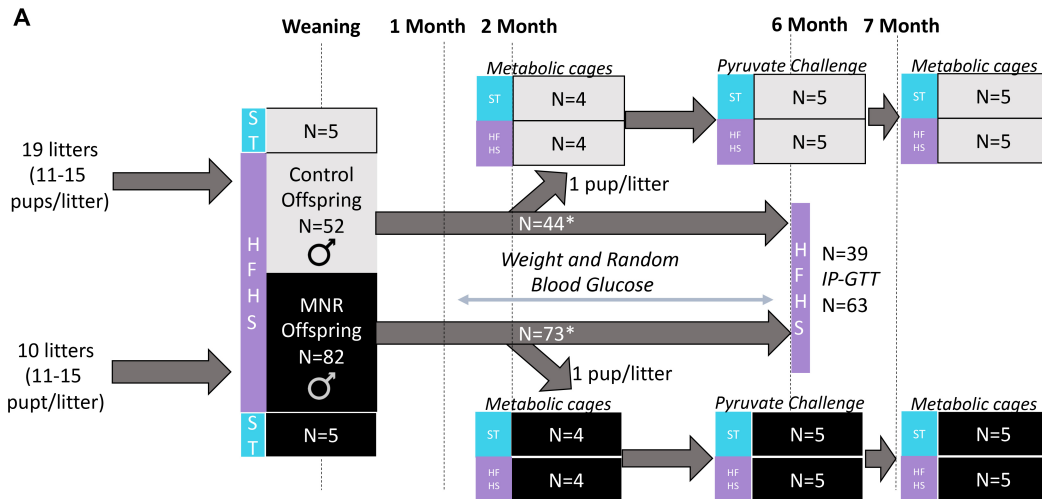 A
Weaning
1 Month
2 Month
6 Month
7 Month
Metabolic cages
Pyruvate Challenge
Metabolic cages
ST
N=4
HF
HS
N=4
ST
N=5
HF
HS
N=5
ST
N=5
HF
HS
N=5
19 litters
(11-15
pups/litter)
S
T
N=5
H
F
H
S
Control
Offspring
N=52
1 pup/litter
N=44*
Weight and Random
Blood Glucose
H
F
H
S
N=39
IP-GTT
N=63
MNR
Offspring
N=82
N=73*
1 pup/litter
10 litters
(11-15
pupt/litter)
S
T
N=5
Metabolic cages
Pyruvate Challenge
Metabolic cages
ST
N=4
HF
HS
N=4
ST
N=5
HF
HS
N=5
ST
N=5
HF
HS
N=5